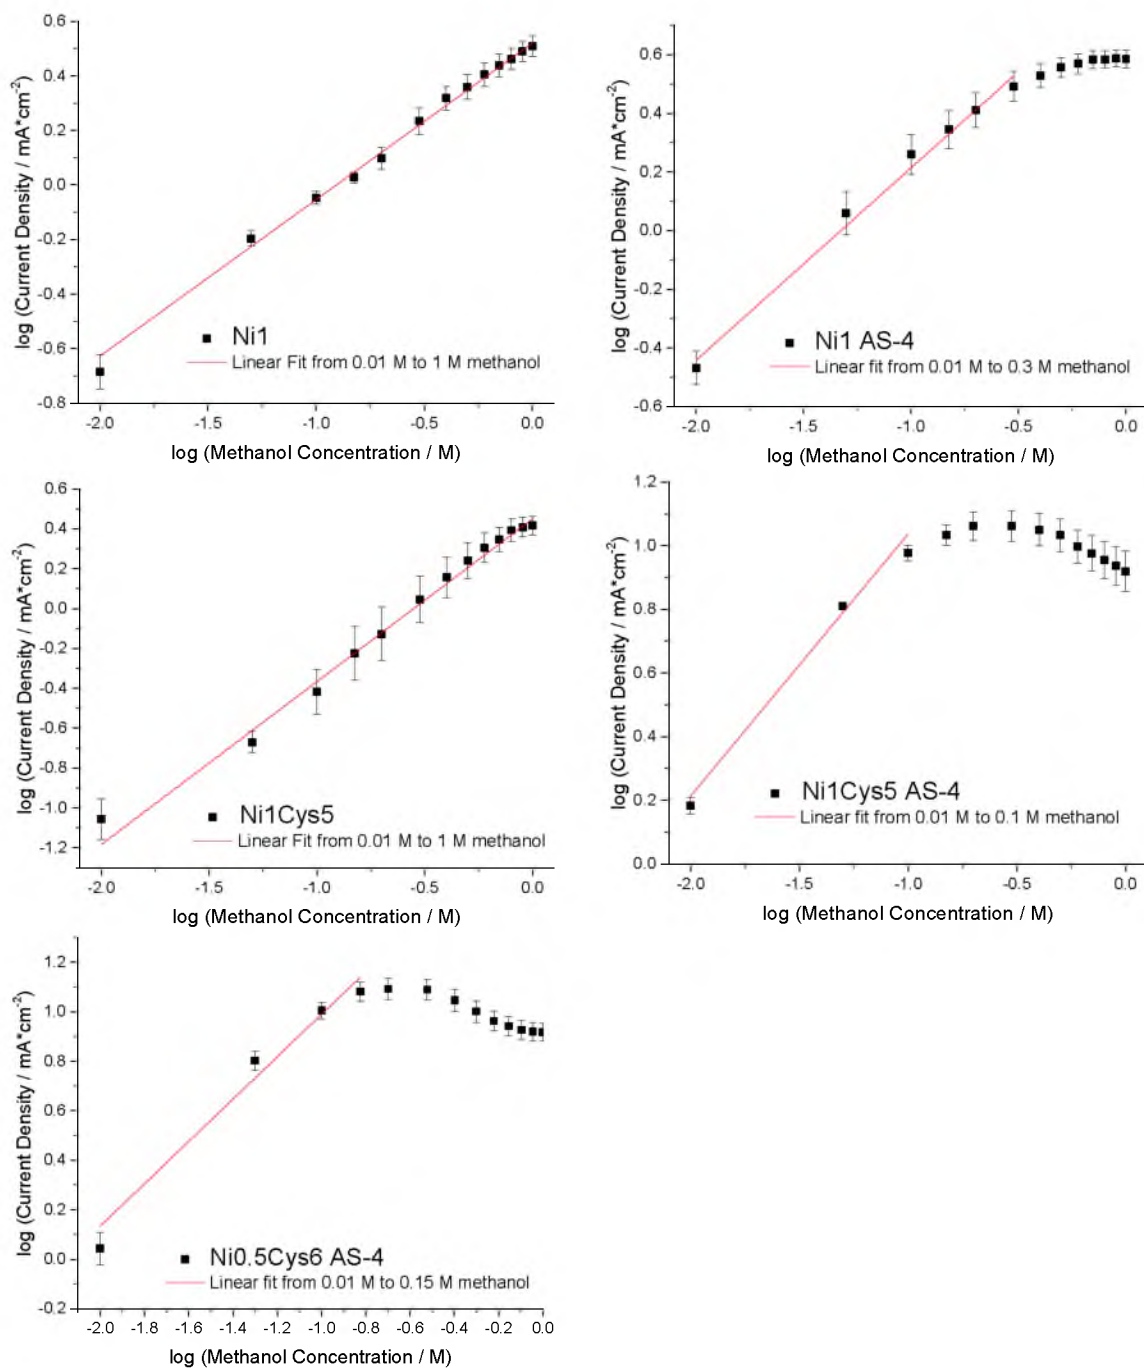 0.6
0.4
0.2
0.0
-0.2
-0.4
-0.6
-0.8
log (Current Density / mA*cm-2)
Ni1
Linear Fit from 0.01 M to 1 M methanol
-2.0 -1.5 -1.0 -0.5 0.0
log (Methanol Concentration / M)
0.6
0.4
0.2
0.0
-0.2
-0.4
-0.6
log (Current Density / mA*cm-2)
Ni1 AS-4
Linear fit from 0.01 M to 0.3 M methanol
-2.0 -1.5 -1.0 -0.5 0.0
log (Methanol Concentration / M)
0.6
0.4
0.2
0.0
-0.2
-0.4
-0.6
-0.8
-1.0
-1.2
log (Current Density / mA*cm-2)
Ni1Cys5
Linear Fit from 0.01 M to 1 M methanol
-2.0 -1.5 -1.0 -0.5 0.0
log (Methanol Concentration / M)
1.2
1.0
0.8
0.6
0.4
0.2
0.0
log (Current Density / mA*cm-2)
Ni1Cys5 AS-4
Linear fit from 0.01 M to 0.1 M methanol
-2.0 -1.5 -1.0 -0.5 0.0
log (Methanol Concentration / M)
1.2
1.0
0.8
0.6
0.4
0.2
0.0
-0.2
log (Current Density / mA*cm-2)
Ni0.5Cys6 AS-4
Linear fit from 0.01 M to 0.15 M methanol
-2.0 -1.8 -1.6 -1.4 -1.2 -1.0 -0.8 -0.6 -0.4 -0.2 0.0
log (Methanol Concentration / M)